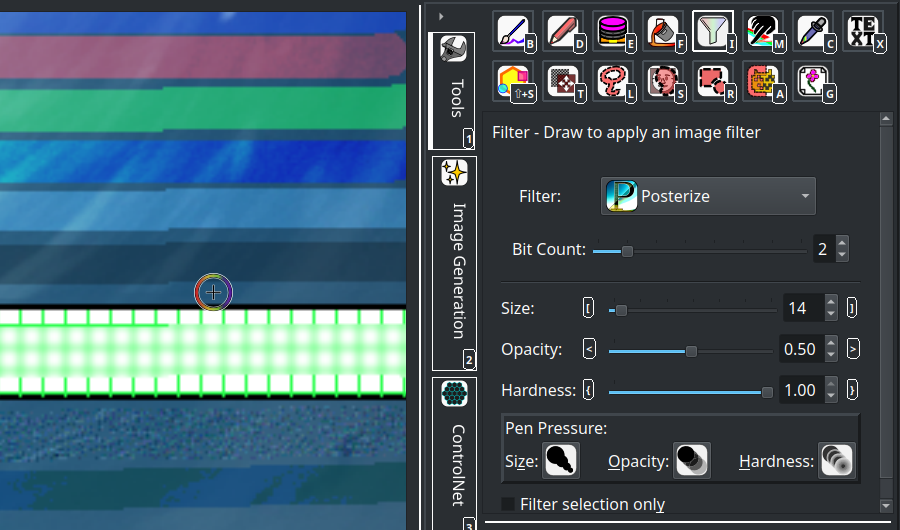 B D E F I M C TEXT X
⇧+S T L S R A G
Tools
1
Image Generation
2
ControlNet
3
Filter - Draw to apply an image filter
Filter: P Posterize
Bit Count: 2
Size: [ 14 ]
Opacity: < 0.50 >
Hardness: { 1.00 }
Pen Pressure:
Size: Opacity: Hardness:
Filter selection only